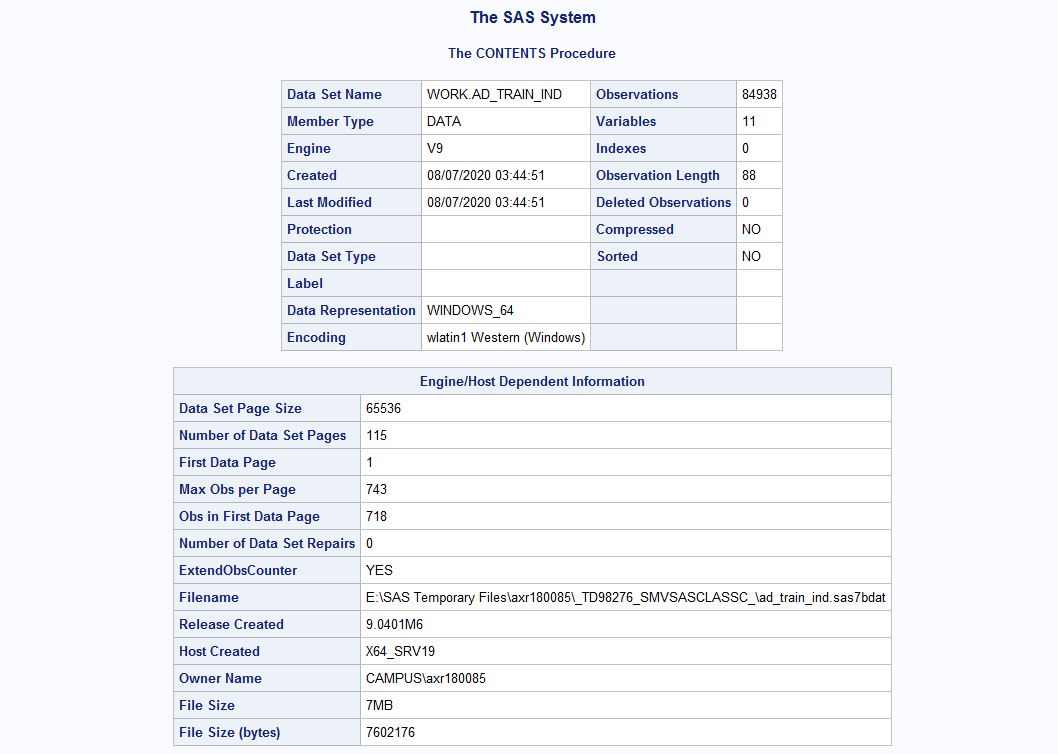 The SAS System
The CONTENTS Procedure
Data Set Name WORK.AD_TRAIN_IND Observations 84938
Member Type DATA Variables 11
Engine V9 Indexes 0
Created 08/07/2020 03:44:51 Observation Length 88
Last Modified 08/07/2020 03:44:51 Deleted Observations 0
Protection Compressed NO
Data Set Type Sorted NO
Label
Data Representation WINDOWS_64
Encoding wlatin1 Western (Windows)
Engine/Host Dependent Information
Data Set Page Size 65536
Number of Data Set Pages 115
First Data Page 1
Max Obs per Page 743
Obs in First Data Page 718
Number of Data Set Repairs 0
ExtendObsCounter YES
Filename E:\SAS Temporary Files\axr180085\_TD98276_SMVSASCLASSC_\ad_train_ind.sas7bdat
Release Created 9.0401M6
Host Created X64_SRV19
Owner Name CAMPUS\axr180085
File Size 7MB
File Size (bytes) 7602176